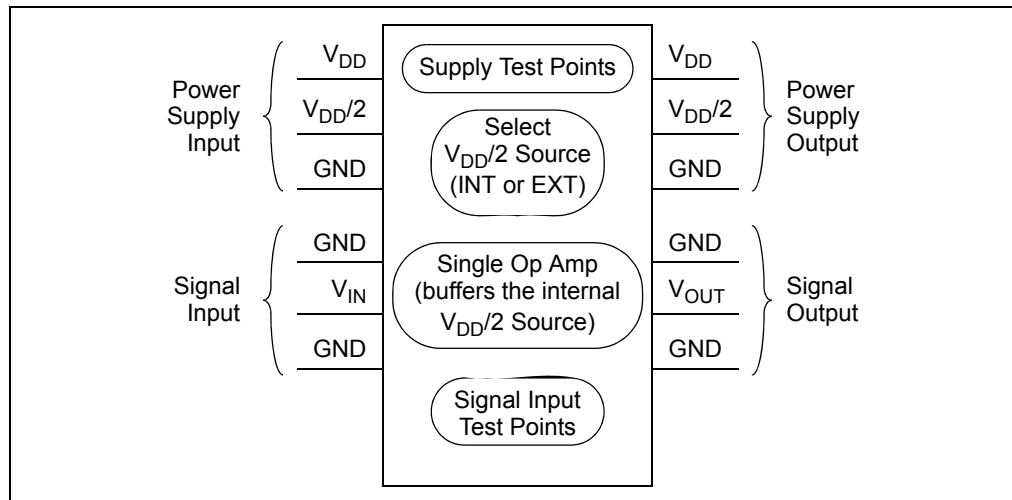 Power
Supply
Input
V_DD
V_DD/2
GND
Signal
Input
GND
V_IN
GND
Supply Test Points
Select
V_DD/2 Source
(INT or EXT)
Single Op Amp
(buffers the internal
V_DD/2 Source)
Signal Input
Test Points
V_DD
V_DD/2
GND
Power
Supply
Output
GND
V_OUT
GND
Signal
Output